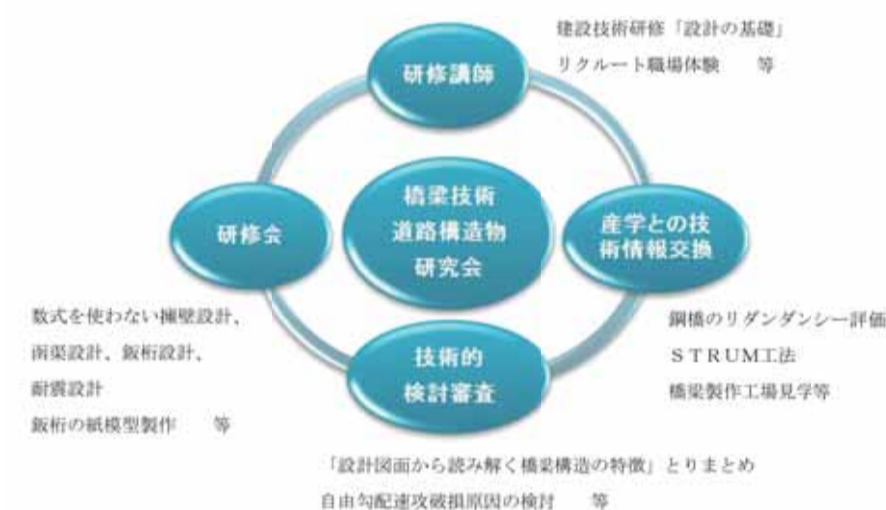 建設技術研修「設計の基礎」
リクルート職場体験　等
研修講師
橋梁技術
道路構造物
研究会
研修会
産学との技
術情報交換
技術的
検討審査
数式を使わない擁壁設計、
函渠設計、鈑桁設計、
耐震設計
鈑桁の紙模型製作　等
鋼橋のリダンダンシー評価
ＳＴＲＵＭ工法
橋梁製作工場見学等
「設計図面から読み解く橋梁構造の特徴」とりまとめ
自由勾配速攻破損原因の検討　等